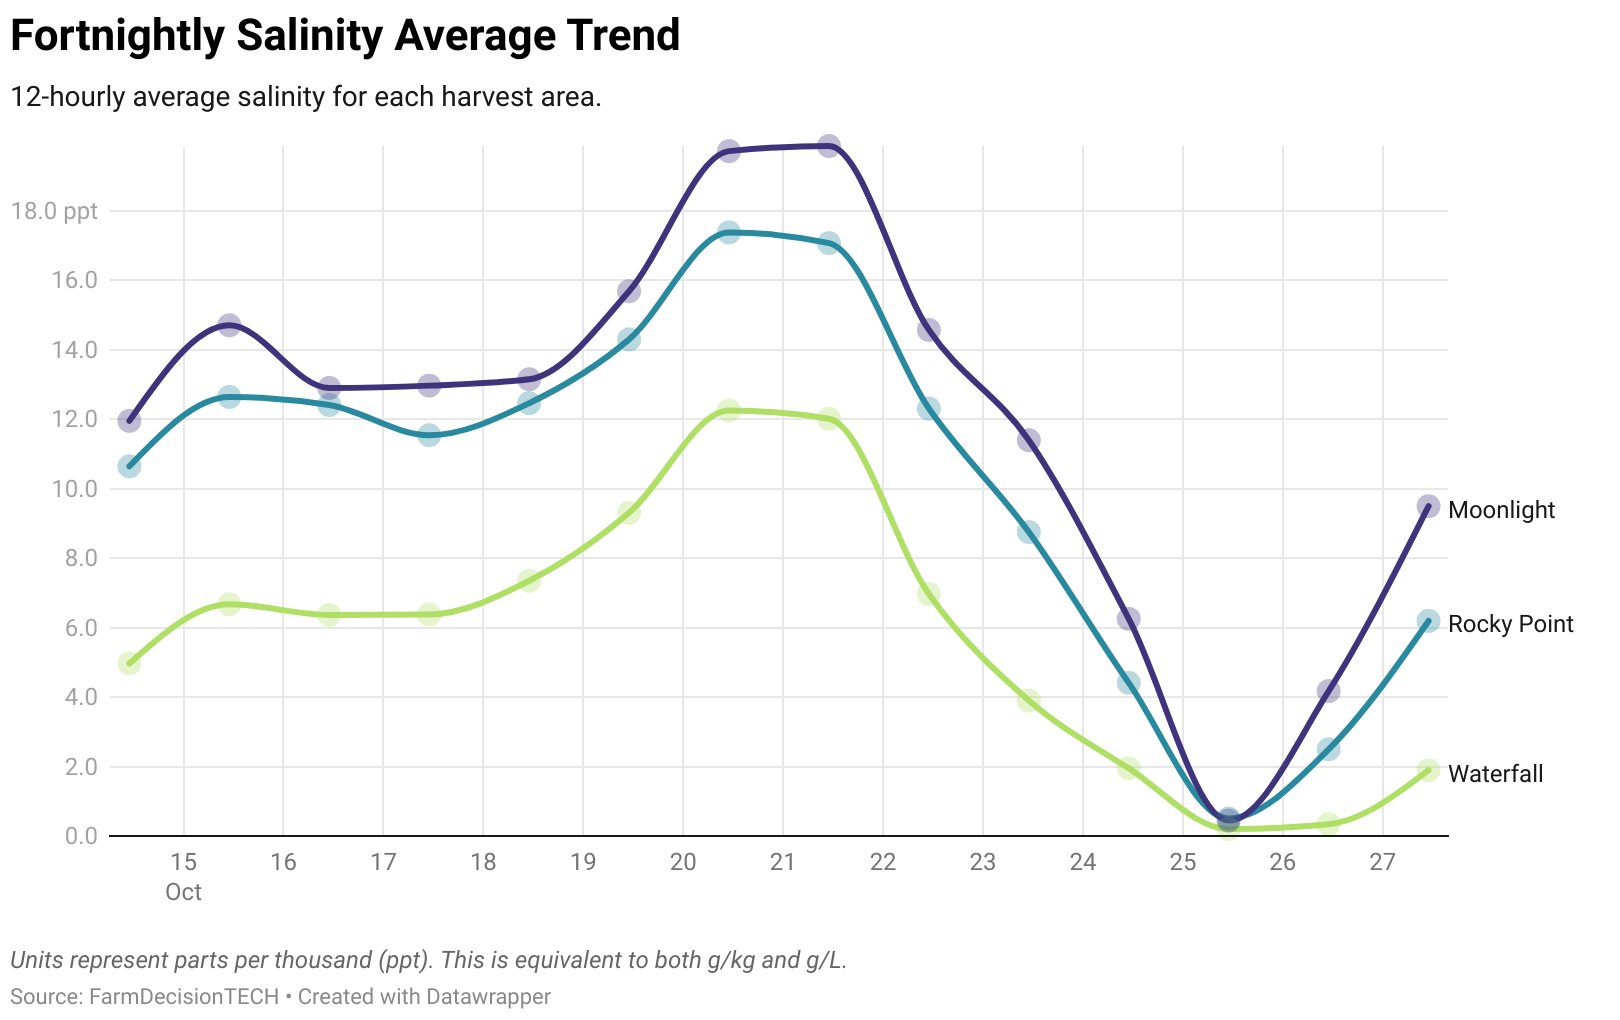 Fortnightly Salinity Average Trend
12-hourly average salinity for each harvest area.
18.0 ppt
16.0
14.0
12.0
10.0
8.0
6.0
4.0
2.0
0.0
Moonlight
Rocky Point
Waterfall
15 16 17 18 19 20 21 22 23 24 25 26 27
Oct
Units represent parts per thousand (ppt). This is equivalent to both g/kg and g/L.
Source: FarmDecisionTECH • Created with Datawrapper